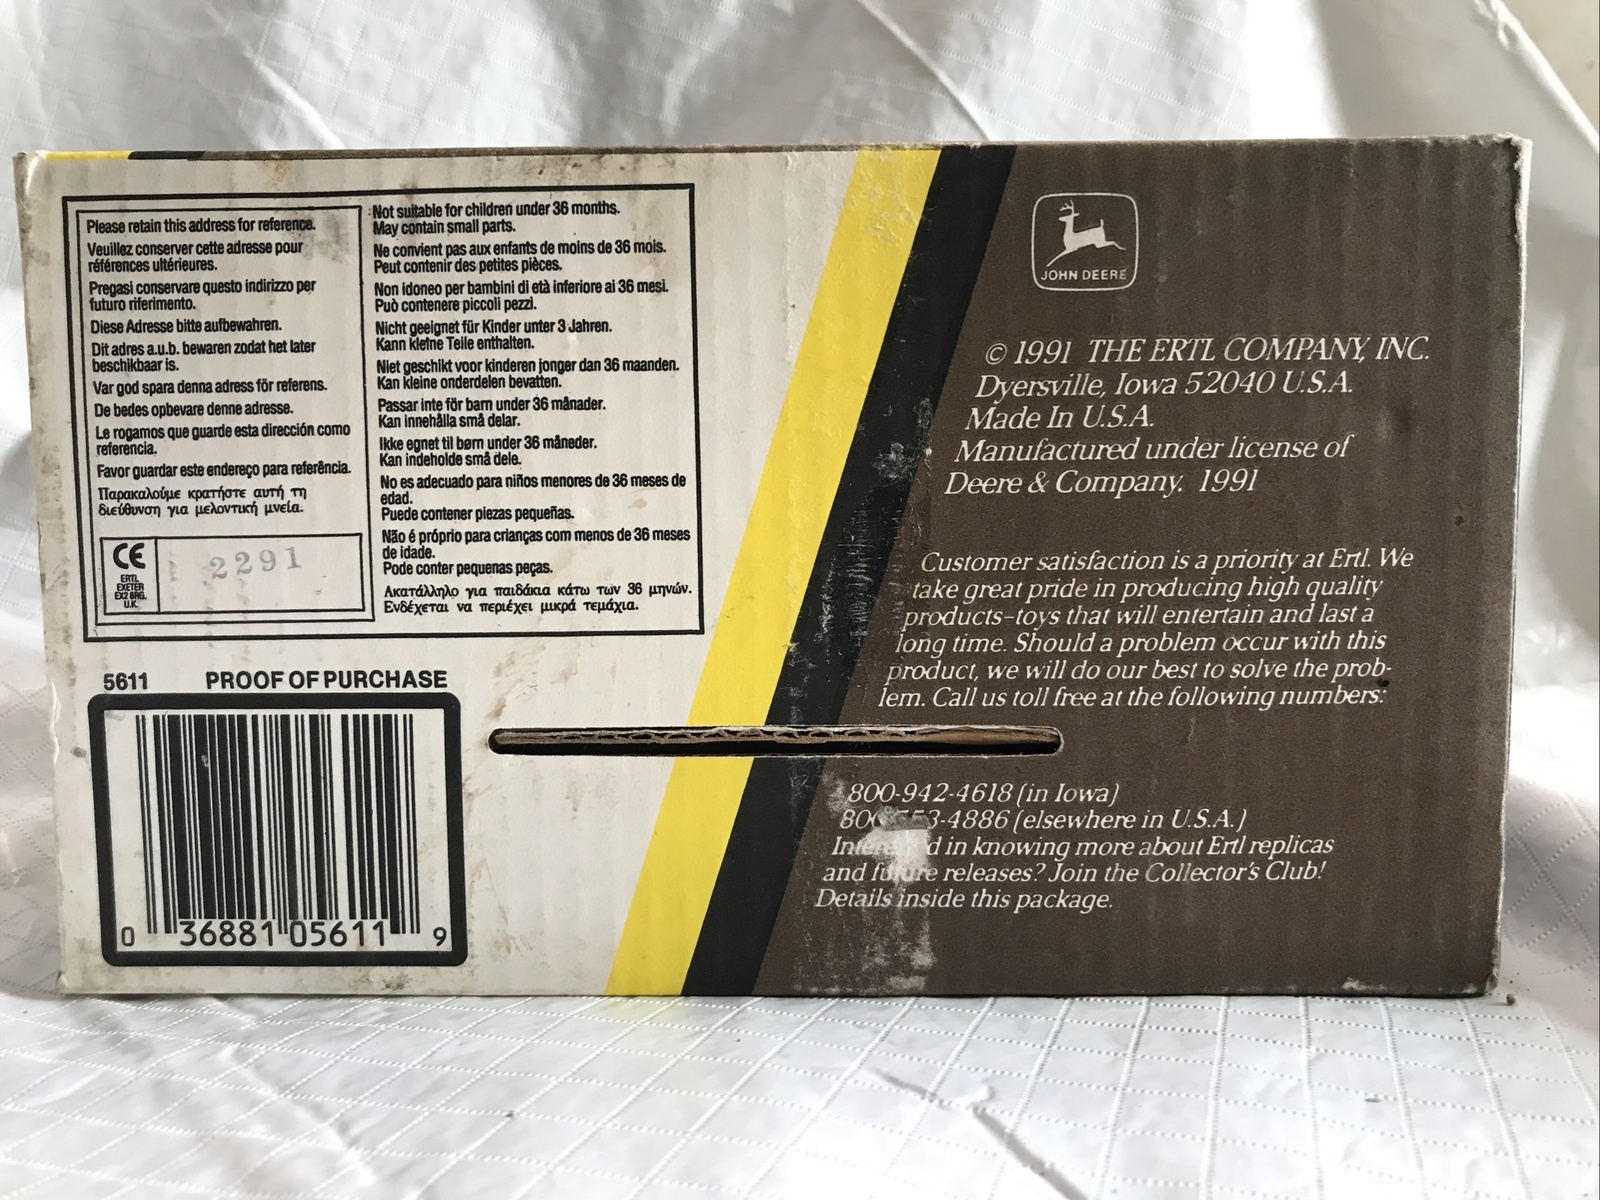 Please retain this address for reference.
Veuillez conserver cette adresse pour
références ultérieures.
Pregasi conservare questo indirizzo per
futuro riferimento.
Diese Adresse bitte aufbewahren.
Dit adres a.u.b. bewaren zodat het later
beschikbaar is.
Var god spara denna adress för referens.
De bedes opbevare denne adresse.
Le rogamos que guarde esta dirección como
referencia.
Favor guardar este endereço para referência.
Παρακαλούμε κρατήστε αυτή τη
διεύθυνση για μελοντική μνεία.
CE
ERTL
EXETER
EX2 8RG.
U.K.
2291
Not suitable for children under 36 months.
May contain small parts.
Ne convient pas aux enfants de moins de 36 mois.
Peut contenir des petites pièces.
Non idoneo per bambini di età inferiore ai 36 mesi.
Può contenere piccoli pezzi.
Nicht geeignet für Kinder unter 3 Jahren.
Kann kleine Teile enthalten.
Niet geschikt voor kinderen jonger dan 36 maanden.
Kan kleine onderdelen bevatten.
Passar inte för barn under 36 månader.
Kan innehålla små delar.
Ikke egnet til børn under 36 måneder.
Kan indeholde små dele.
No es adecuado para niños menores de 36 meses de
edad.
Puede contener piezas pequeñas.
Não é próprio para crianças com menos de 36 meses
de idade.
Pode conter pequenas peças.
Ακατάλληλο για παιδάκια κάτω των 36 μηνών.
Ενδέχεται να περιέχει μικρά τεμάχια.
5611 PROOF OF PURCHASE
0 36881 05611 9
JOHN DEERE
© 1991 THE ERTL COMPANY, INC.
Dyersville, Iowa 52040 U.S.A.
Made In U.S.A.
Manufactured under license of
Deere & Company. 1991
Customer satisfaction is a priority at Ertl. We
take great pride in producing high quality
products-toys that will entertain and last a
long time. Should a problem occur with this
product, we will do our best to solve the prob-
lem. Call us toll free at the following numbers:
800-942-4618 (in Iowa)
3-4886 (elsewhere in U.S.A.)
in knowing more about Ertl replicas
and future releases? Join the Collector's Club!
Details inside this package.